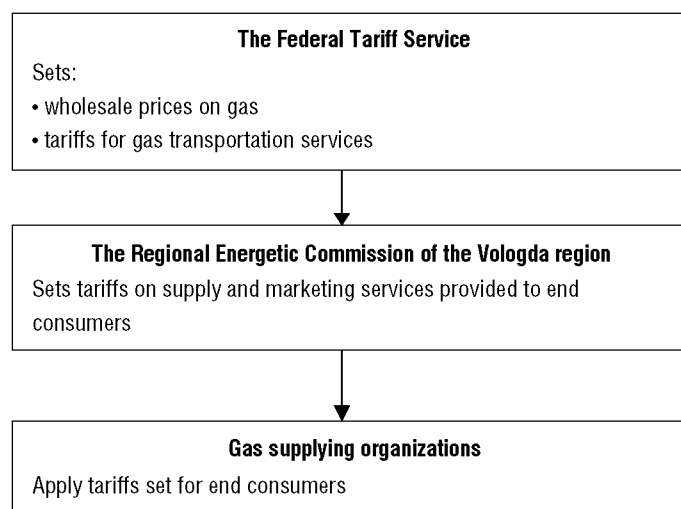 The Federal Tariff Service
Sets:
• wholesale prices on gas
• tariffs for gas transportation services
The Regional Energetic Commission of the Vologda region
Sets tariffs on supply and marketing services provided to end
consumers
Gas supplying organizations
Apply tariffs set for end consumers